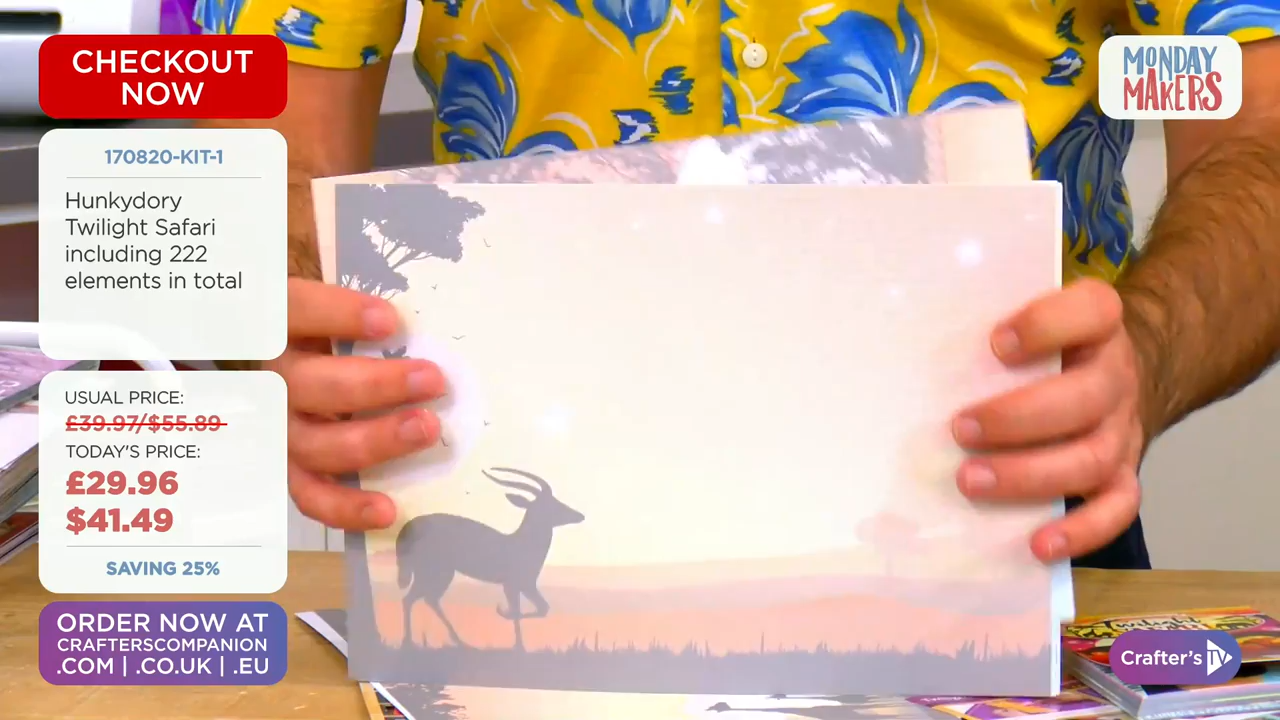 CHECKOUT
NOW
170820-KIT-1
Hunkydory
Twilight Safari
including 222
elements in total
USUAL PRICE:
£39.97/$55.89
TODAY'S PRICE:
£29.96
$41.49
SAVING 25%
ORDER NOW AT
CRAFTERSCOMPANION
.COM | .CO.UK | .EU
MONDAY
MAKERS
Twilight
Crafter's TV